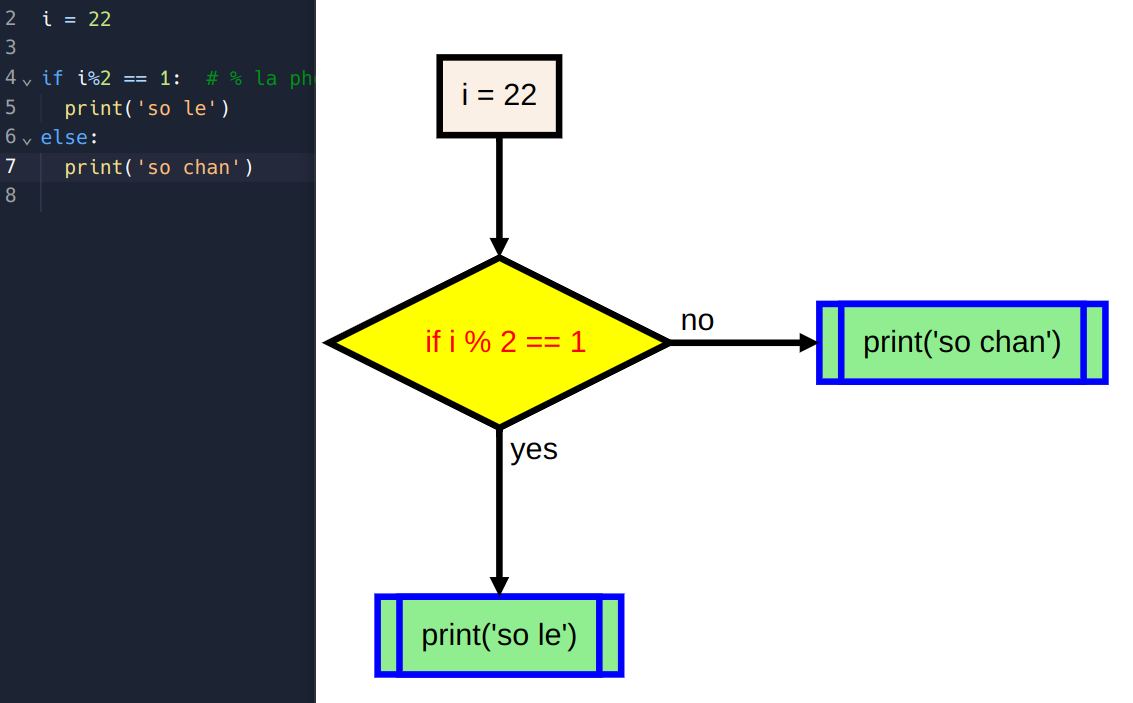 2 i = 22
3
4 if i%2 == 1:  # % la ph
5   print('so le')
6 else:
7   print('so chan')
8
i = 22
if i % 2 == 1
no
print('so chan')
yes
print('so le')